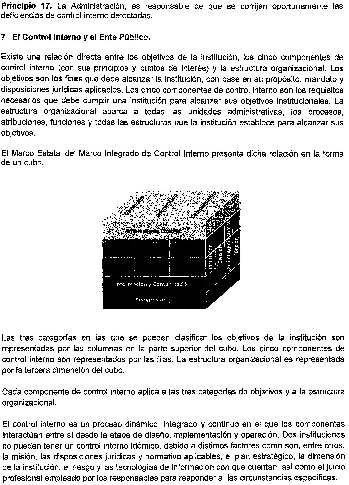 Principio 17. La Administración, es responsable de que se corrijan oportunamente las
deficiencias de control interno detectadas.
7 El Control Interno y el Ente Público.
Existe una relación directa entre los objetivos de la institución, los cinco componentes de
control interno (con sus principios y puntos de interés) y la estructura organizacional. Los
objetivos son los fines que debe alcanzar la institución, con base en su propósito, mandato y
disposiciones jurídicas aplicables. Los cinco componentes de control interno son los requisitos
necesarios que debe cumplir una institución para alcanzar sus objetivos institucionales. La
estructura organizacional abarca a todas las unidades administrativas, los procesos,
atribuciones, funciones y todas las estructuras que la institución establece para alcanzar sus
objetivos.
El Marco Estatal del Marco Integrado de Control Interno presenta dicha relación en la forma
de un cubo.
Información y Comunicación
Supervisión
Las tres categorías en las que se pueden clasificar los objetivos de la institución son
representadas por las columnas en la parte superior del cubo. Los cinco componentes de
control interno son representados por las filas. La estructura organizacional es representada
por la tercera dimensión del cubo.
Cada componente de control interno aplica a las tres categorías de objetivos y a la estructura
organizacional.
El control interno es un proceso dinámico, integrado y continuo en el que los componentes
interactúan entre sí desde la etapa de diseño, implementación y operación. Dos instituciones
no pueden tener un control interno idéntico, debido a distintos factores como son, entre otros,
la misión, las disposiciones jurídicas y normativa aplicables, el plan estratégico, la dimensión
de la institución, el riesgo y las tecnologías de información con que cuentan, así como el juicio
profesional empleado por los responsables para responder a las circunstancias específicas.